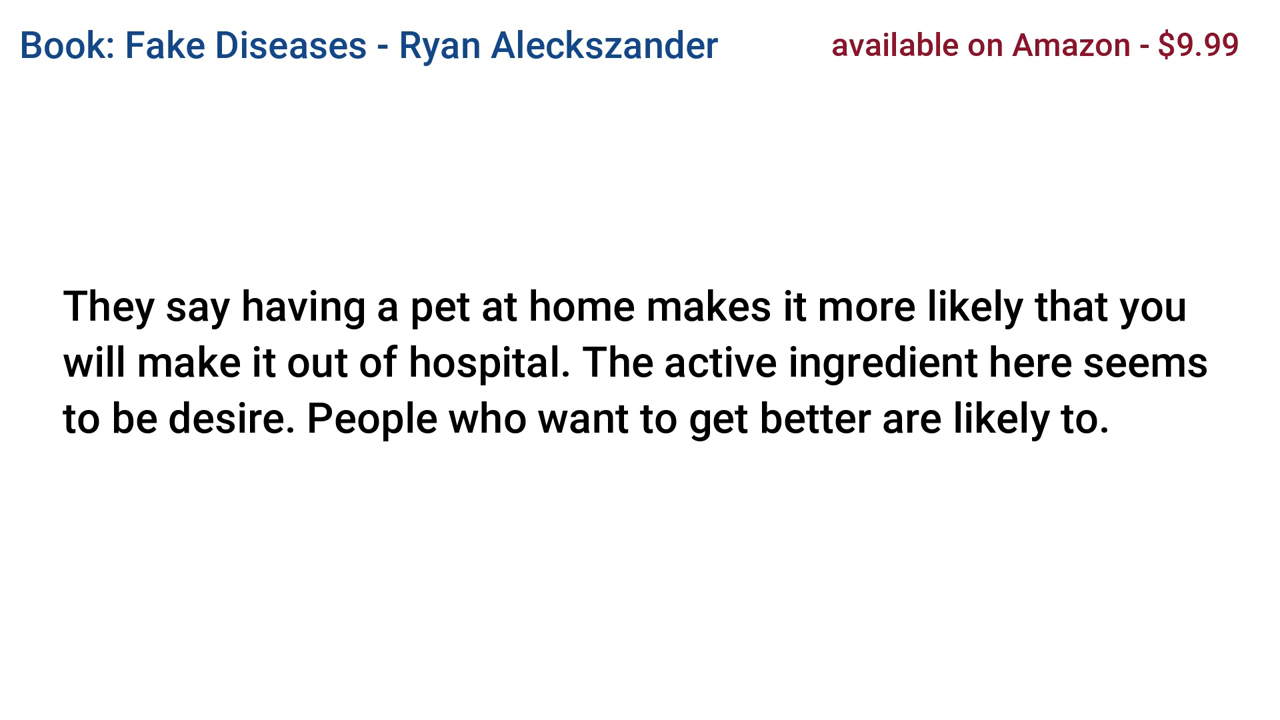 Book: Fake Diseases - Ryan Aleckszander
available on Amazon - $9.99
They say having a pet at home makes it more likely that you
will make it out of hospital. The active ingredient here seems
to be desire. People who want to get better are likely to.